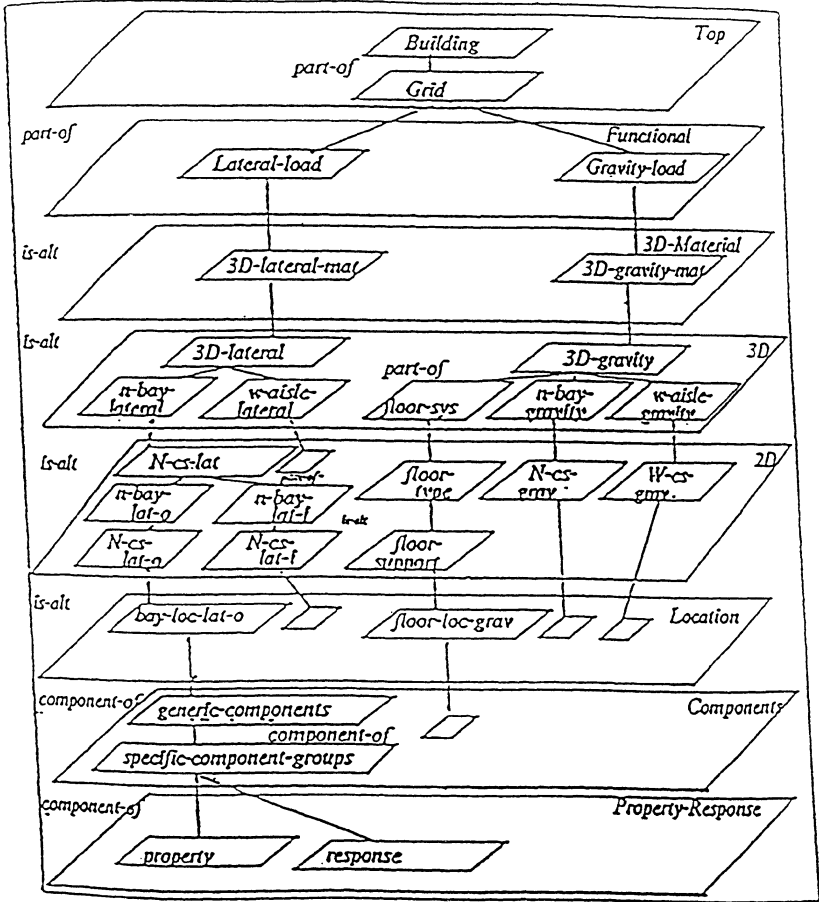 Top
Building
part-of
Grid
part-of
Functional
Lateral-load
Gravity-load
is-alt
3D-Material
3D-lateral-mat
3D-gravity-mat
is-alt
3D
3D-lateral
3D-gravity
part-of
n-bay-
lateral
w-aisle-
lateral
floor-sys
n-bay-
gravity
w-aisle-
gravity
is-alt
2D
N-cs-lat
floor-
type
N-cs-
grav.
W-cs-
grav.
n-bay-
lat-o
n-bay-
lat-i
is-alt
N-cs-
lat-o
N-cs-
lat-i
floor-
support
is-alt
Location
bay-loc-lat-o
floor-loc-grav
component-of
Components
generic-components
component-of
specific-component-groups
component-of
Property-Response
property
response